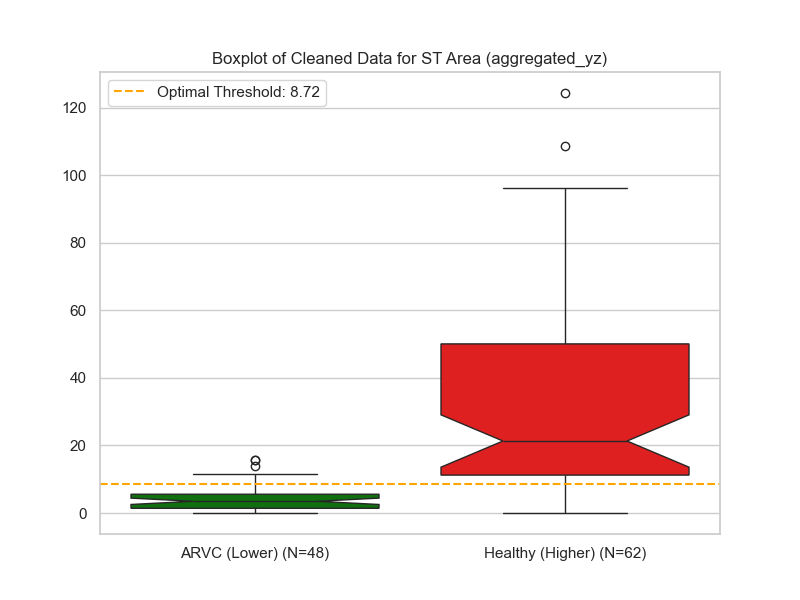 Boxplot of Cleaned Data for ST Area (aggregated_yz)
Optimal Threshold: 8.72
120
100
80
60
40
20
0
ARVC (Lower) (N=48)
Healthy (Higher) (N=62)